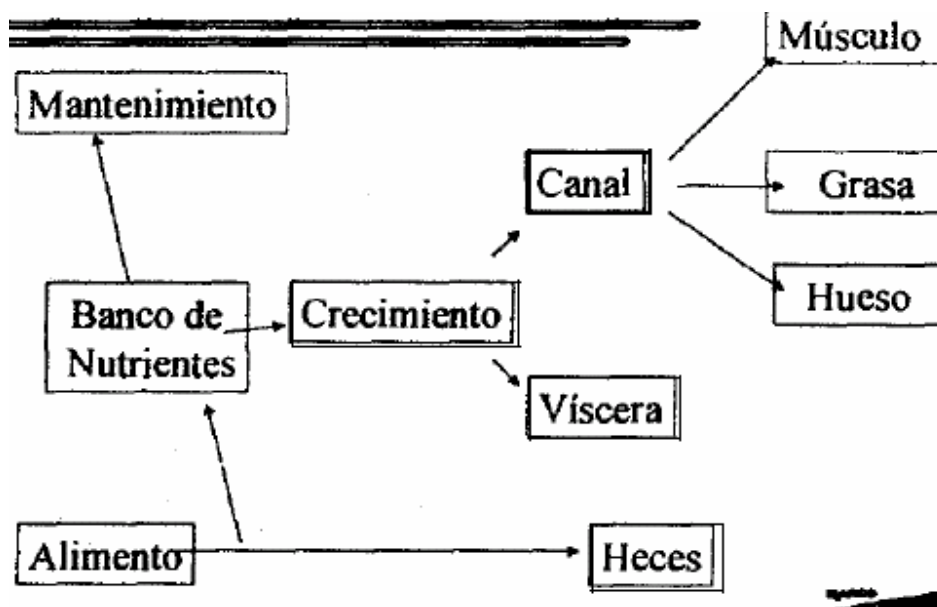 Músculo
Mantenimiento
Canal
Grasa
Banco de
Nutrientes
Crecimiento
Hueso
Víscera
Alimento
Heces